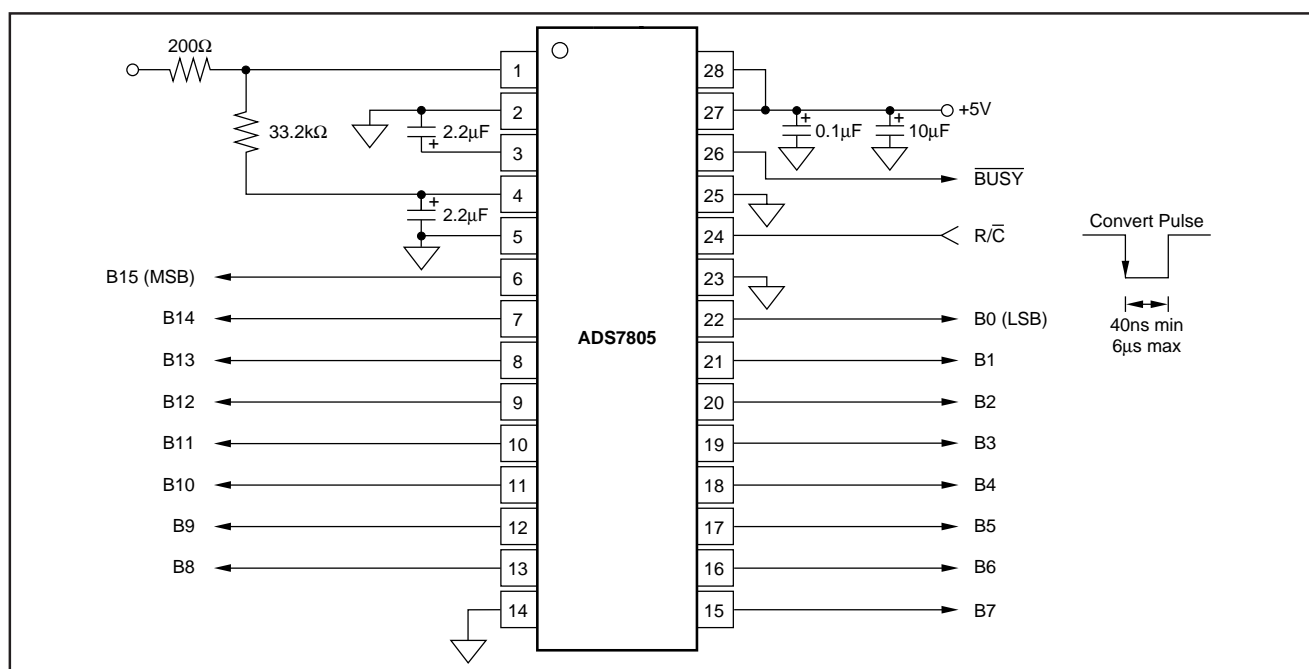 200Ω
33.2kΩ
2.2µF
+
+
2.2µF
1
2
3
4
5
6
7
8
9
10
11
12
13
14
B15 (MSB)
B14
B13
B12
B11
B10
B9
B8
ADS7805
28
27
26
25
24
23
22
21
20
19
18
17
16
15
+
0.1µF
+
10µF
+5V
B̅U̅S̅Y̅
R/C̅
B0 (LSB)
B1
B2
B3
B4
B5
B6
B7
Convert Pulse
40ns min
6µs max